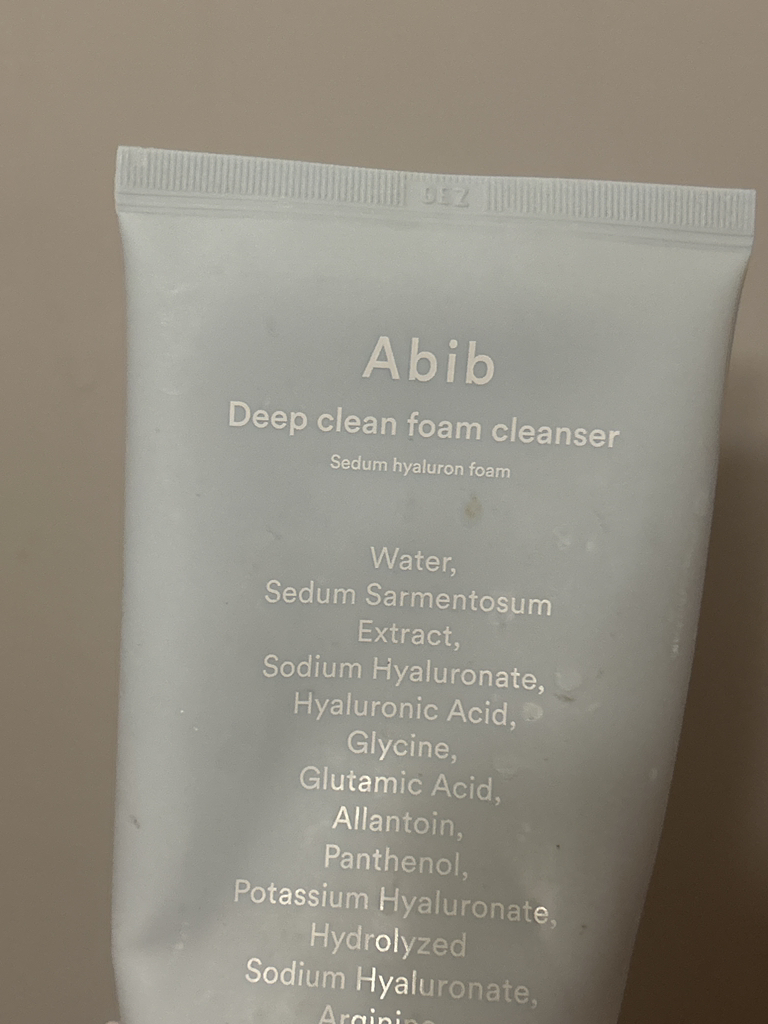 Abib
Deep clean foam cleanser
Sedum hyaluron foam
Water,
Sedum Sarmentosum
Extract,
Sodium Hyaluronate,
Hyaluronic Acid,
Glycine,
Glutamic Acid,
Allantoin,
Panthenol,
Potassium Hyaluronate,
Hydrolyzed
Sodium Hyaluronate,
Arginine